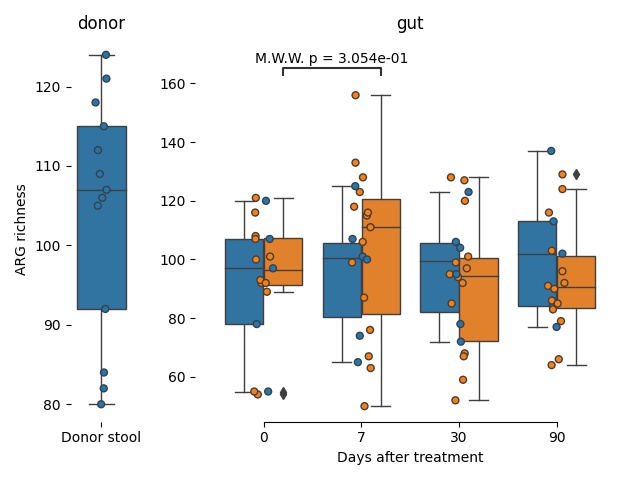 donor
gut
M.W.W. p = 3.054e-01
ARG richness
120
110
100
90
80
160
140
120
100
80
60
Donor stool
0
7
30
90
Days after treatment